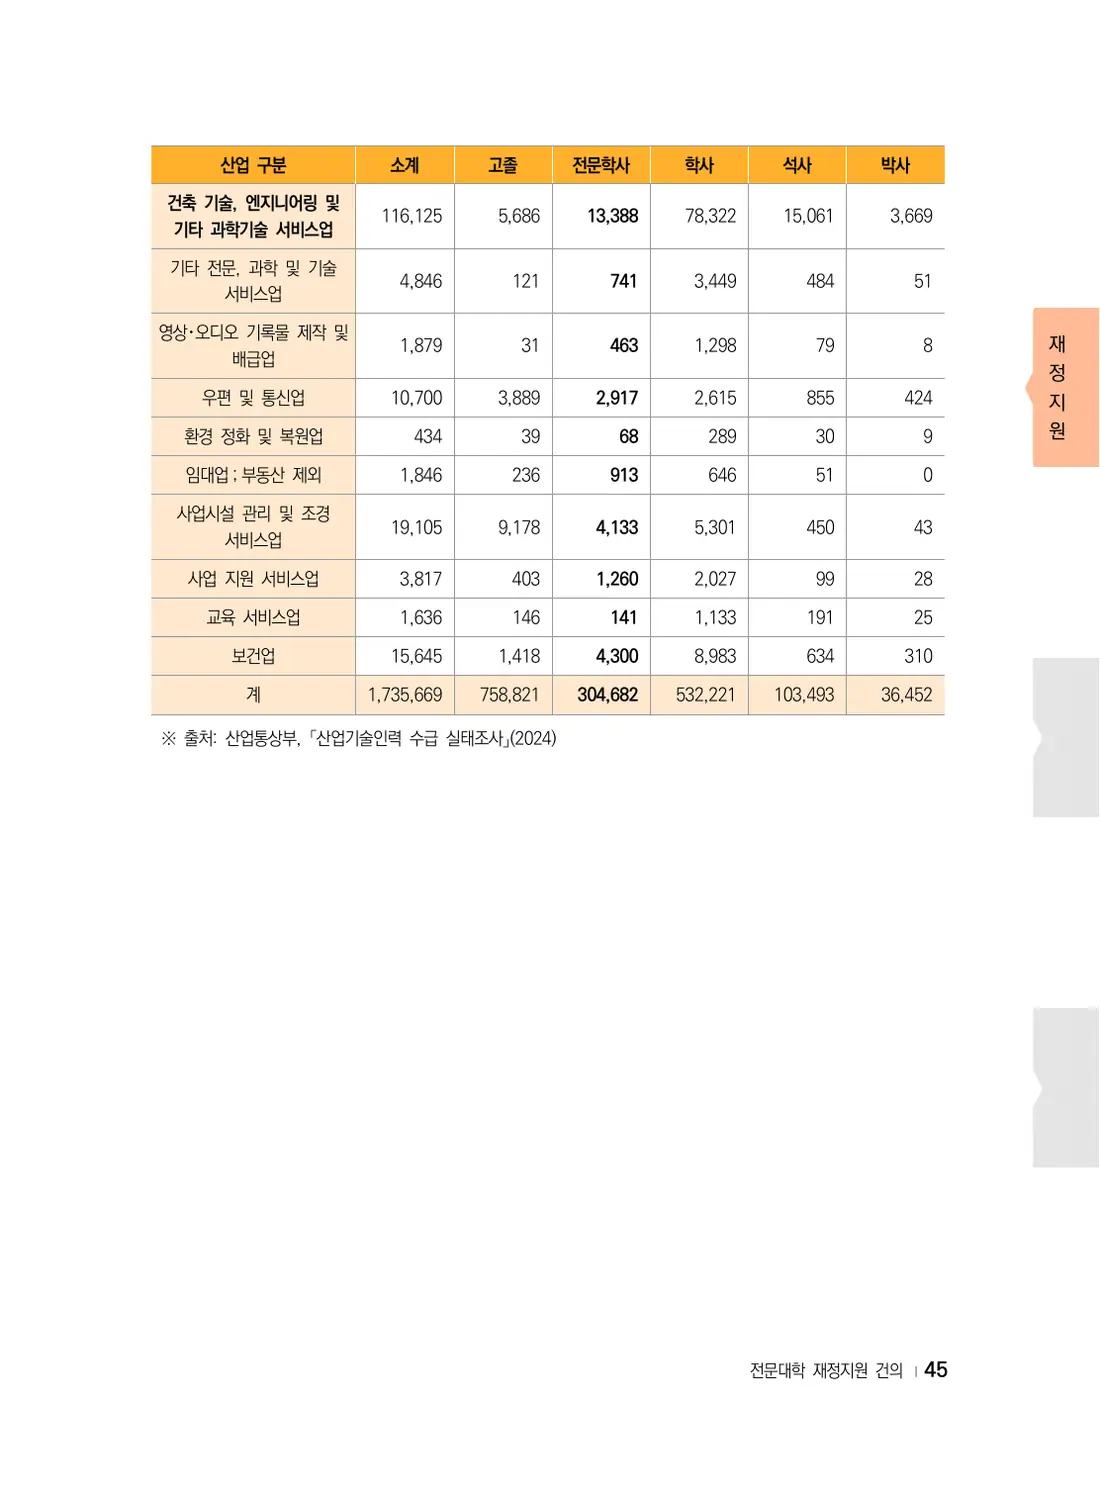 산업 구분 소계 고졸 전문학사 학사 석사 박사
건축 기술, 엔지니어링 및
기타 과학기술 서비스업 116,125 5,686 13,388 78,322 15,061 3,669
기타 전문, 과학 및 기술
서비스업 4,846 121 741 3,449 484 51
영상·오디오 기록물 제작 및
배급업 1,879 31 463 1,298 79 8
우편 및 통신업 10,700 3,889 2,917 2,615 855 424
환경 정화 및 복원업 434 39 68 289 30 9
임대업 ; 부동산 제외 1,846 236 913 646 51 0
사업시설 관리 및 조경
서비스업 19,105 9,178 4,133 5,301 450 43
사업 지원 서비스업 3,817 403 1,260 2,027 99 28
교육 서비스업 1,636 146 141 1,133 191 25
보건업 15,645 1,418 4,300 8,983 634 310
계 1,735,669 758,821 304,682 532,221 103,493 36,452
※ 출처: 산업통상부, 「산업기술인력 수급 실태조사」(2024)
재
정
지
원
전문대학 재정지원 건의 | 45